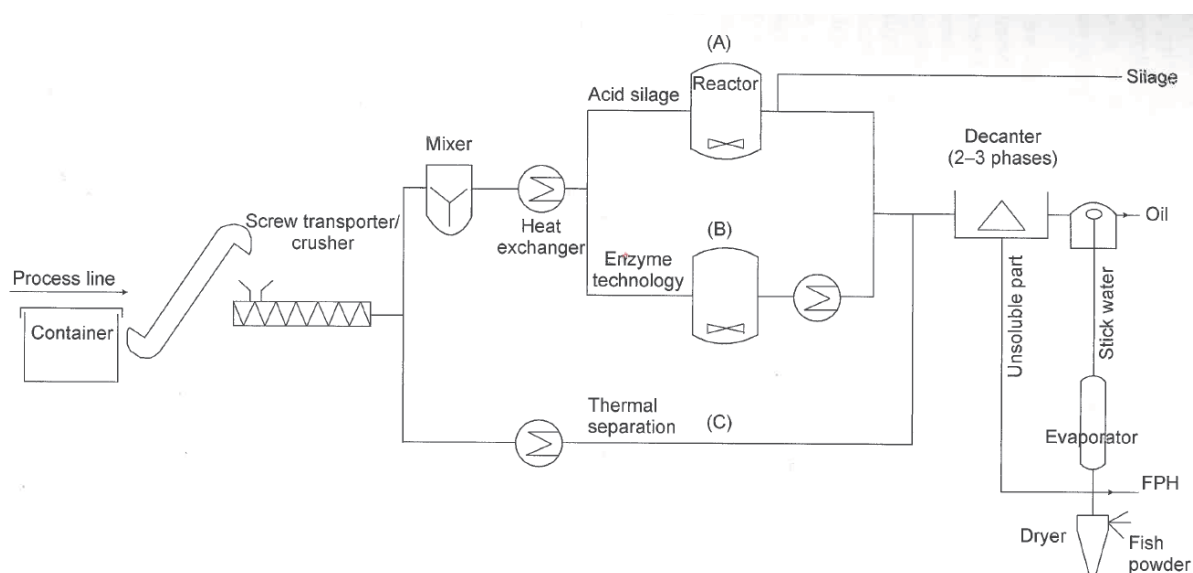 (A)
Reactor
Silage
Acid silage
Decanter
(2–3 phases)
Mixer
Screw transporter/
crusher
Heat
exchanger
(B)
Oil
Enzyme
technology
Process line
Container
Unsoluble part
Stick water
Thermal
separation
(C)
Evaporator
FPH
Dryer
Fish
powder